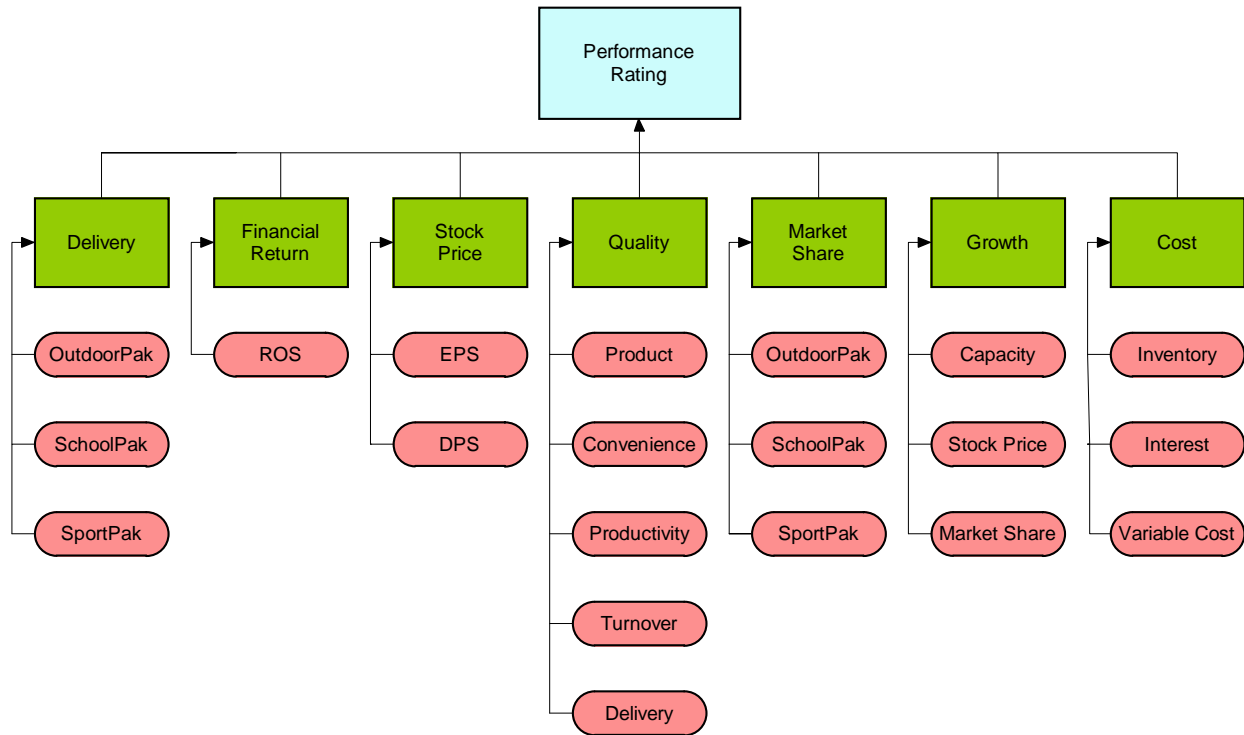 Performance
Rating
Delivery
Financial
Return
Stock
Price
Quality
Market
Share
Growth
Cost
OutdoorPak
ROS
EPS
Product
OutdoorPak
Capacity
Inventory
SchoolPak
DPS
Convenience
SchoolPak
Stock Price
Interest
SportPak
Productivity
SportPak
Market Share
Variable Cost
Turnover
Delivery